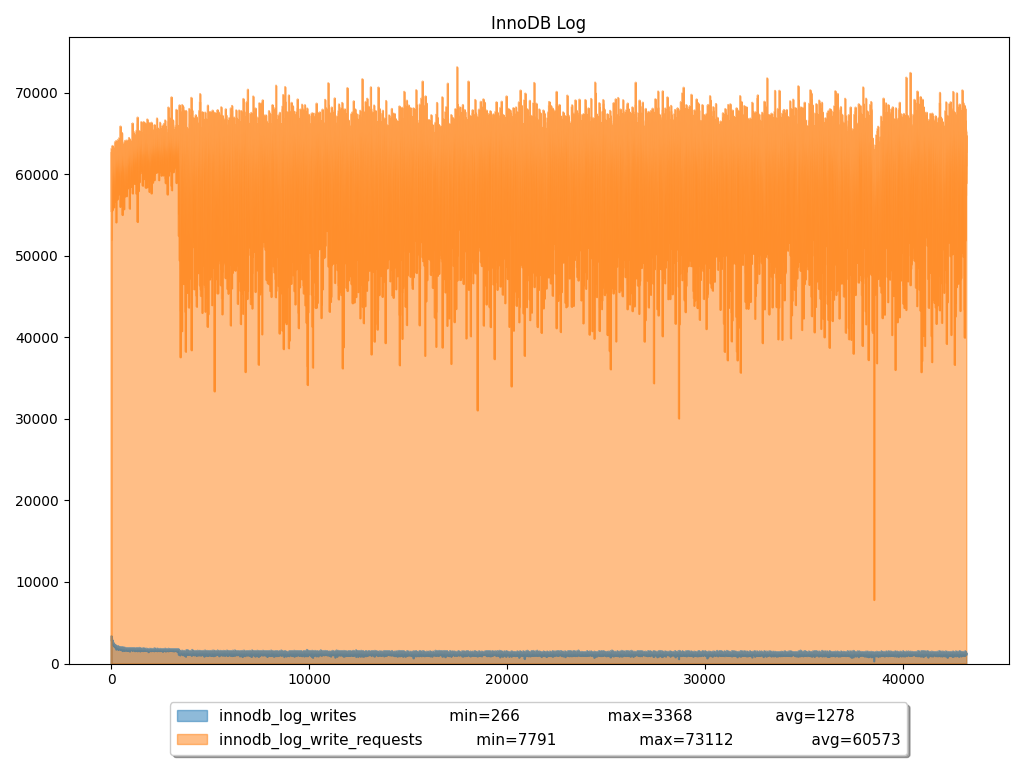 InnoDB Log
70000
60000
50000
40000
30000
20000
10000
0
0 10000 20000 30000 40000
innodb_log_writes min=266 max=3368 avg=1278
innodb_log_write_requests min=7791 max=73112 avg=60573